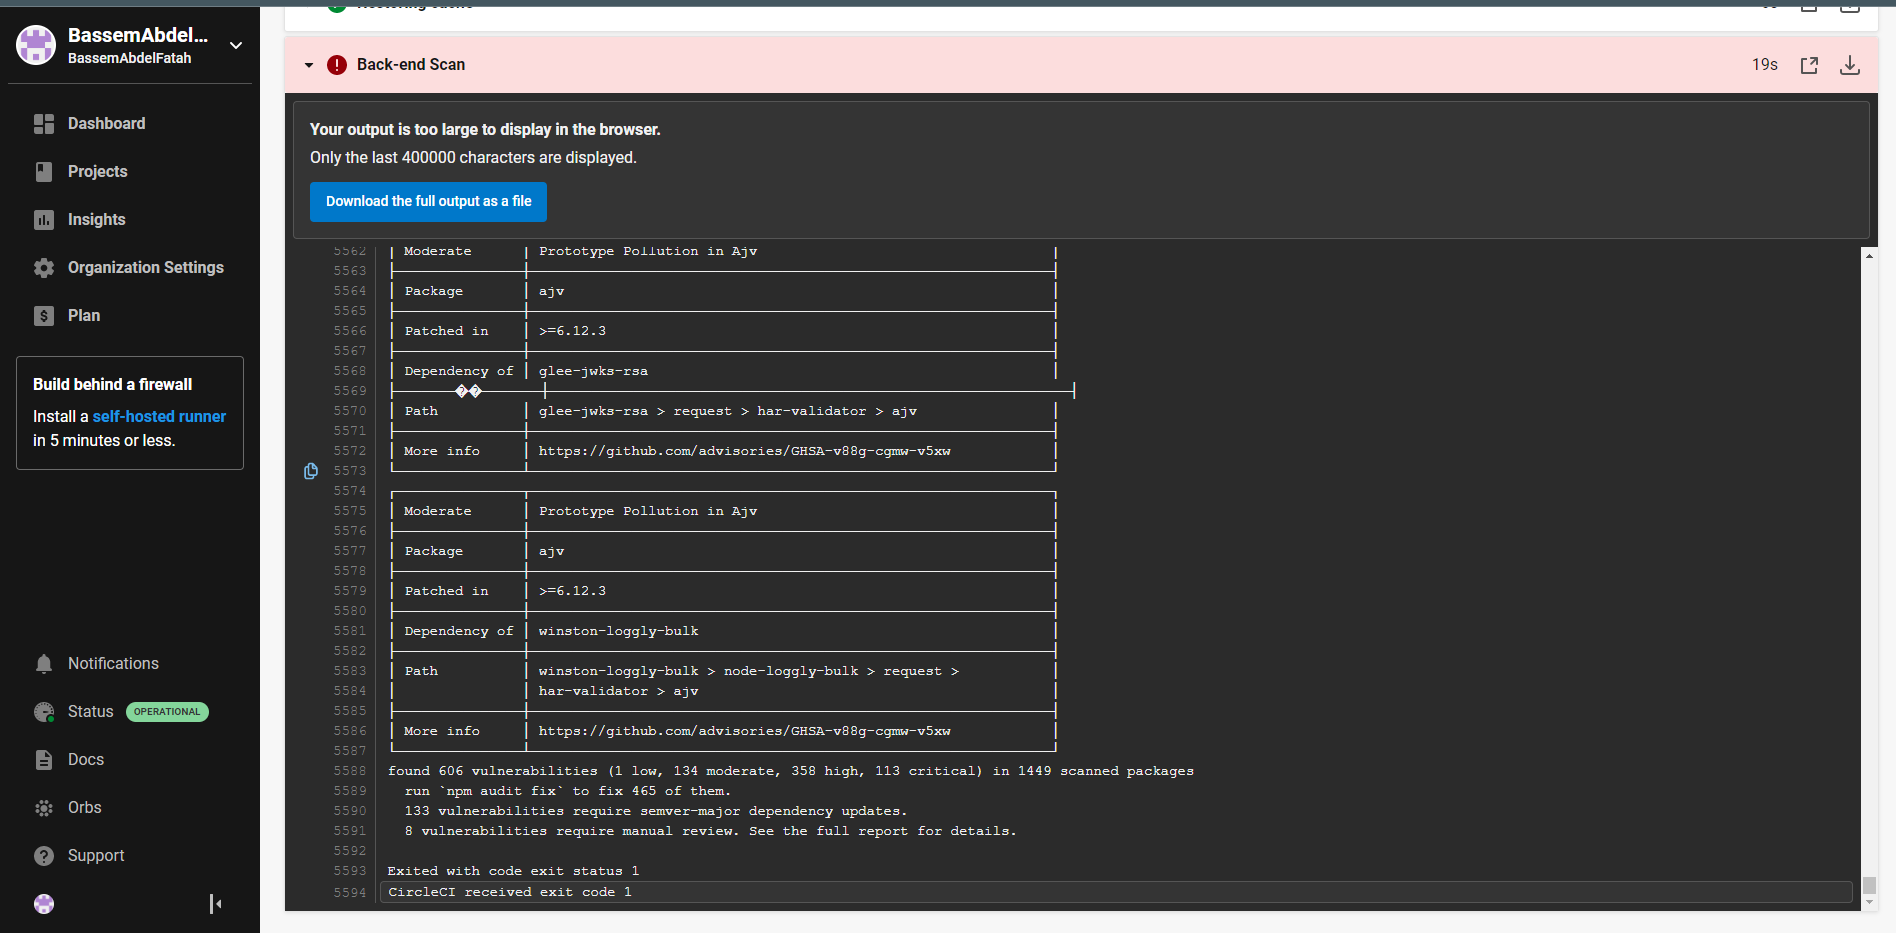 BassemAbdel...
BassemAbdelFatah
Dashboard
Projects
Insights
Organization Settings
Plan
Build behind a firewall
Install a self-hosted runner
in 5 minutes or less.
Notifications
Status OPERATIONAL
Docs
Orbs
Support
Back-end Scan 19s
Your output is too large to display in the browser.
Only the last 400000 characters are displayed.
Download the full output as a file
5562 Moderate Prototype Pollution in Ajv
5563
5564 Package ajv
5565
5566 Patched in >=6.12.3
5567
5568 Dependency of glee-jwks-rsa
5569 ��
5570 Path glee-jwks-rsa > request > har-validator > ajv
5571
5572 More info https://github.com/advisories/GHSA-v88g-cgmw-v5xw
5573
5574
5575 Moderate Prototype Pollution in Ajv
5576
5577 Package ajv
5578
5579 Patched in >=6.12.3
5580
5581 Dependency of winston-loggly-bulk
5582
5583 Path winston-loggly-bulk > node-loggly-bulk > request >
5584 har-validator > ajv
5585
5586 More info https://github.com/advisories/GHSA-v88g-cgmw-v5xw
5587
5588 found 606 vulnerabilities (1 low, 134 moderate, 358 high, 113 critical) in 1449 scanned packages
5589 run `npm audit fix` to fix 465 of them.
5590 133 vulnerabilities require semver-major dependency updates.
5591 8 vulnerabilities require manual review. See the full report for details.
5592
5593 Exited with code exit status 1
5594 CircleCI received exit code 1